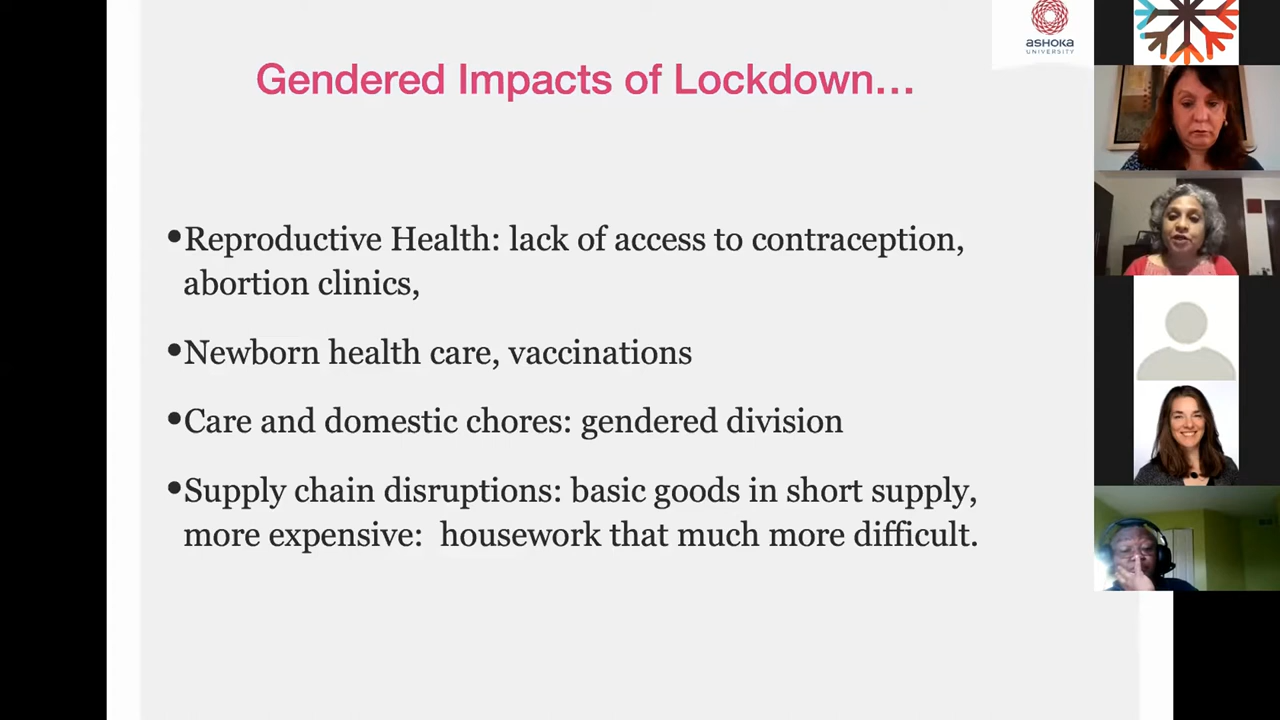 ASHOKA
UNIVERSITY
Gendered Impacts of Lockdown…
•Reproductive Health: lack of access to contraception,
abortion clinics,
•Newborn health care, vaccinations
•Care and domestic chores: gendered division
•Supply chain disruptions: basic goods in short supply,
more expensive:  housework that much more difficult.